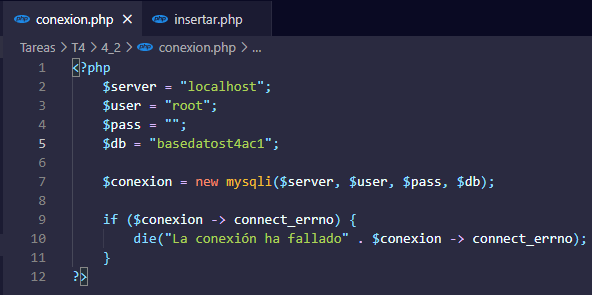 conexion.php × insertar.php
Tareas > T4 > 4_2 > conexion.php > ...
1 <?php
2 $server = "localhost";
3 $user = "root";
4 $pass = "";
5 $db = "basedatost4ac1";
6
7 $conexion = new mysqli($server, $user, $pass, $db);
8
9 if ($conexion -> connect_errno) {
10 die("La conexión ha fallado" . $conexion -> connect_errno);
11 }
12 ?>